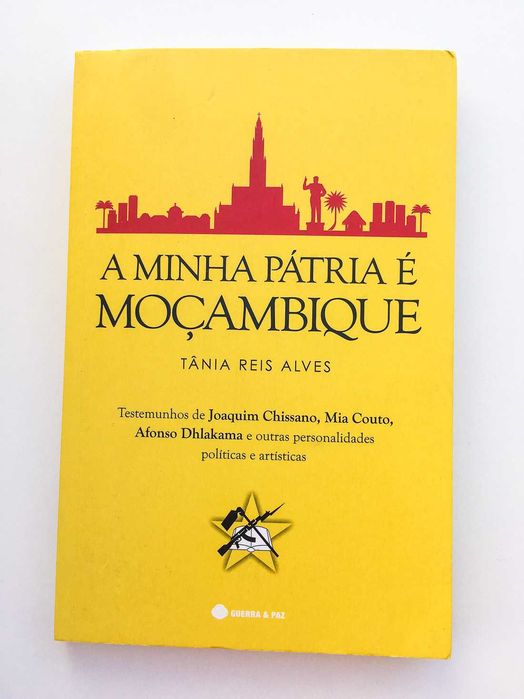 A MINHA PÁTRIA É
MOÇAMBIQUE
TÂNIA REIS ALVES
Testemunhos de Joaquim Chissano, Mia Couto,
Afonso Dhlakama e outras personalidades
políticas e artísticas
GUERRA & PAZ